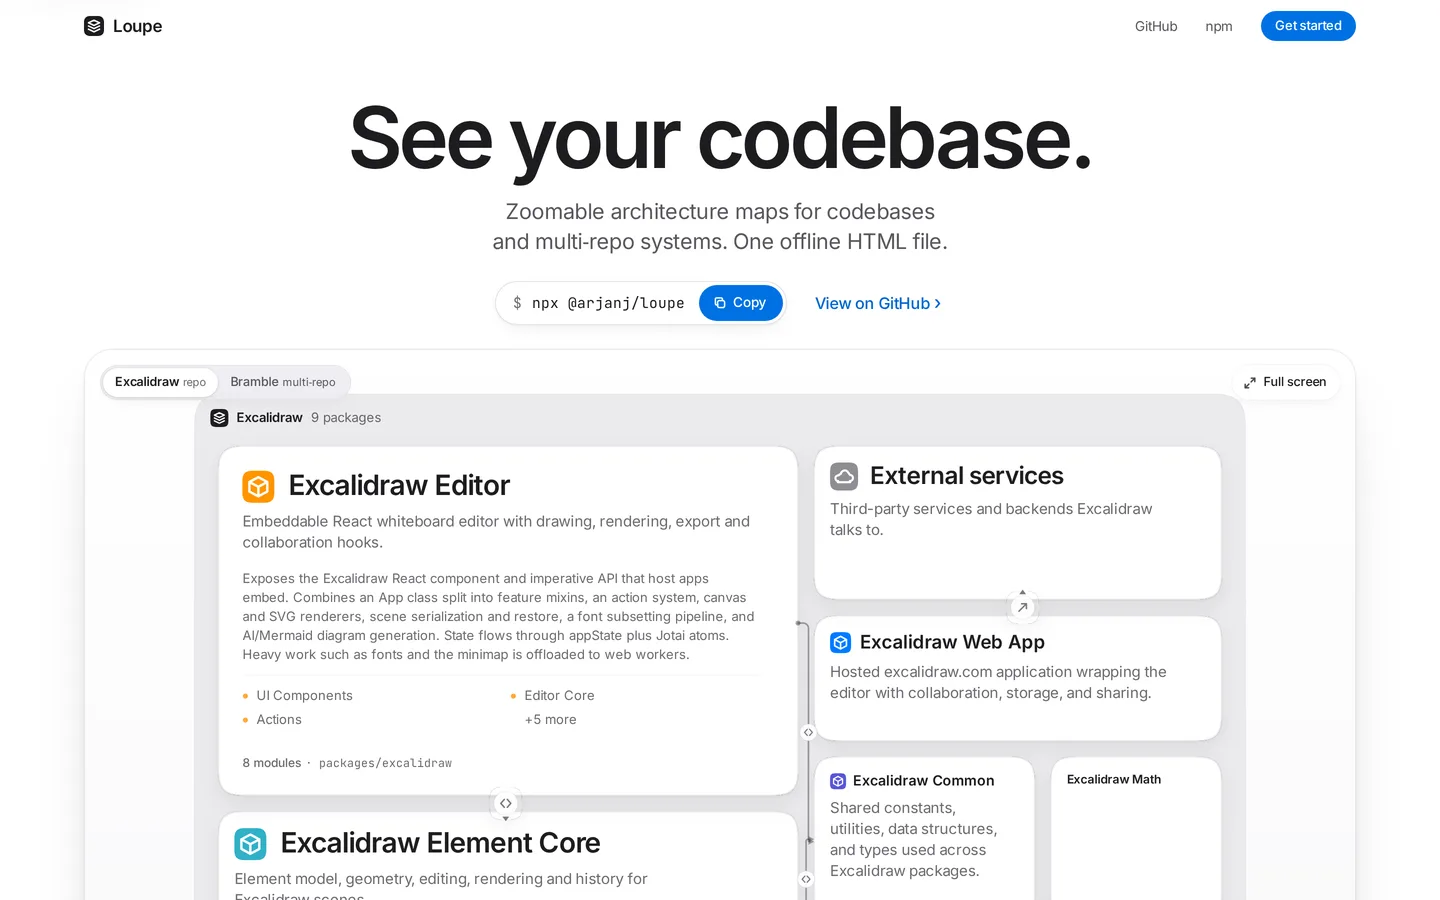 Loupe
GitHub
npm
Get started
See your codebase.
Zoomable architecture maps for codebases
and multi-repo systems. One offline HTML file.
$ npx @arjanj/loupe
Copy
View on GitHub ›
Excalidraw repo
Bramble multi-repo
Full screen
Excalidraw 9 packages
Excalidraw Editor
Embeddable React whiteboard editor with drawing, rendering, export and
collaboration hooks.
Exposes the Excalidraw React component and imperative API that host apps
embed. Combines an App class split into feature mixins, an action system, canvas
and SVG renderers, scene serialization and restore, a font subsetting pipeline, and
AI/Mermaid diagram generation. State flows through appState plus Jotai atoms.
Heavy work such as fonts and the minimap is offloaded to web workers.
UI Components
Editor Core
Actions
+5 more
8 modules · packages/excalidraw
External services
Third-party services and backends Excalidraw
talks to.
Excalidraw Web App
Hosted excalidraw.com application wrapping the
editor with collaboration, storage, and sharing.
Excalidraw Common
Shared constants,
utilities, data structures,
and types used across
Excalidraw packages.
Excalidraw Math
Excalidraw Element Core
Element model, geometry, editing, rendering and history for
Excalidraw scenes